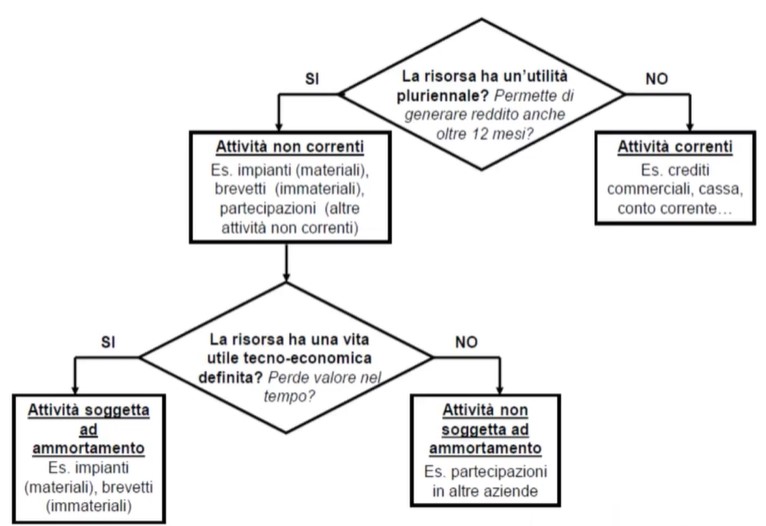 La risorsa ha un'utilità
pluriennale? Permette di
generare reddito anche
oltre 12 mesi?
SI
NO
Attività non correnti
Es. impianti (materiali),
brevetti (immateriali),
partecipazioni (altre
attività non correnti)
Attività correnti
Es. crediti
commerciali, cassa,
conto corrente…
La risorsa ha una vita
utile tecno-economica
definita? Perde valore nel
tempo?
SI
NO
Attività soggetta
ad
ammortamento
Es. impianti
(materiali), brevetti
(immateriali)
Attività non
soggetta ad
ammortamento
Es. partecipazioni
in altre aziende